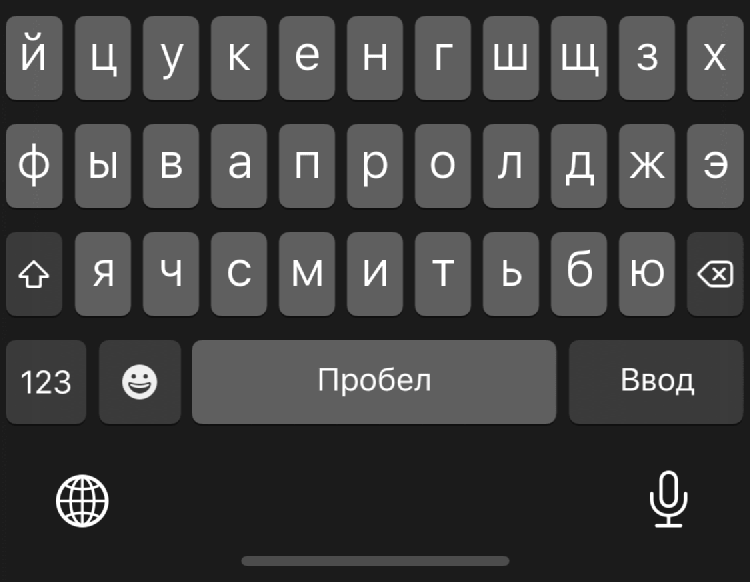 й ц у к е н г ш щ з х
ф ы в а п р о л д ж э
я ч с м и т ь б ю
123 Пробел Ввод